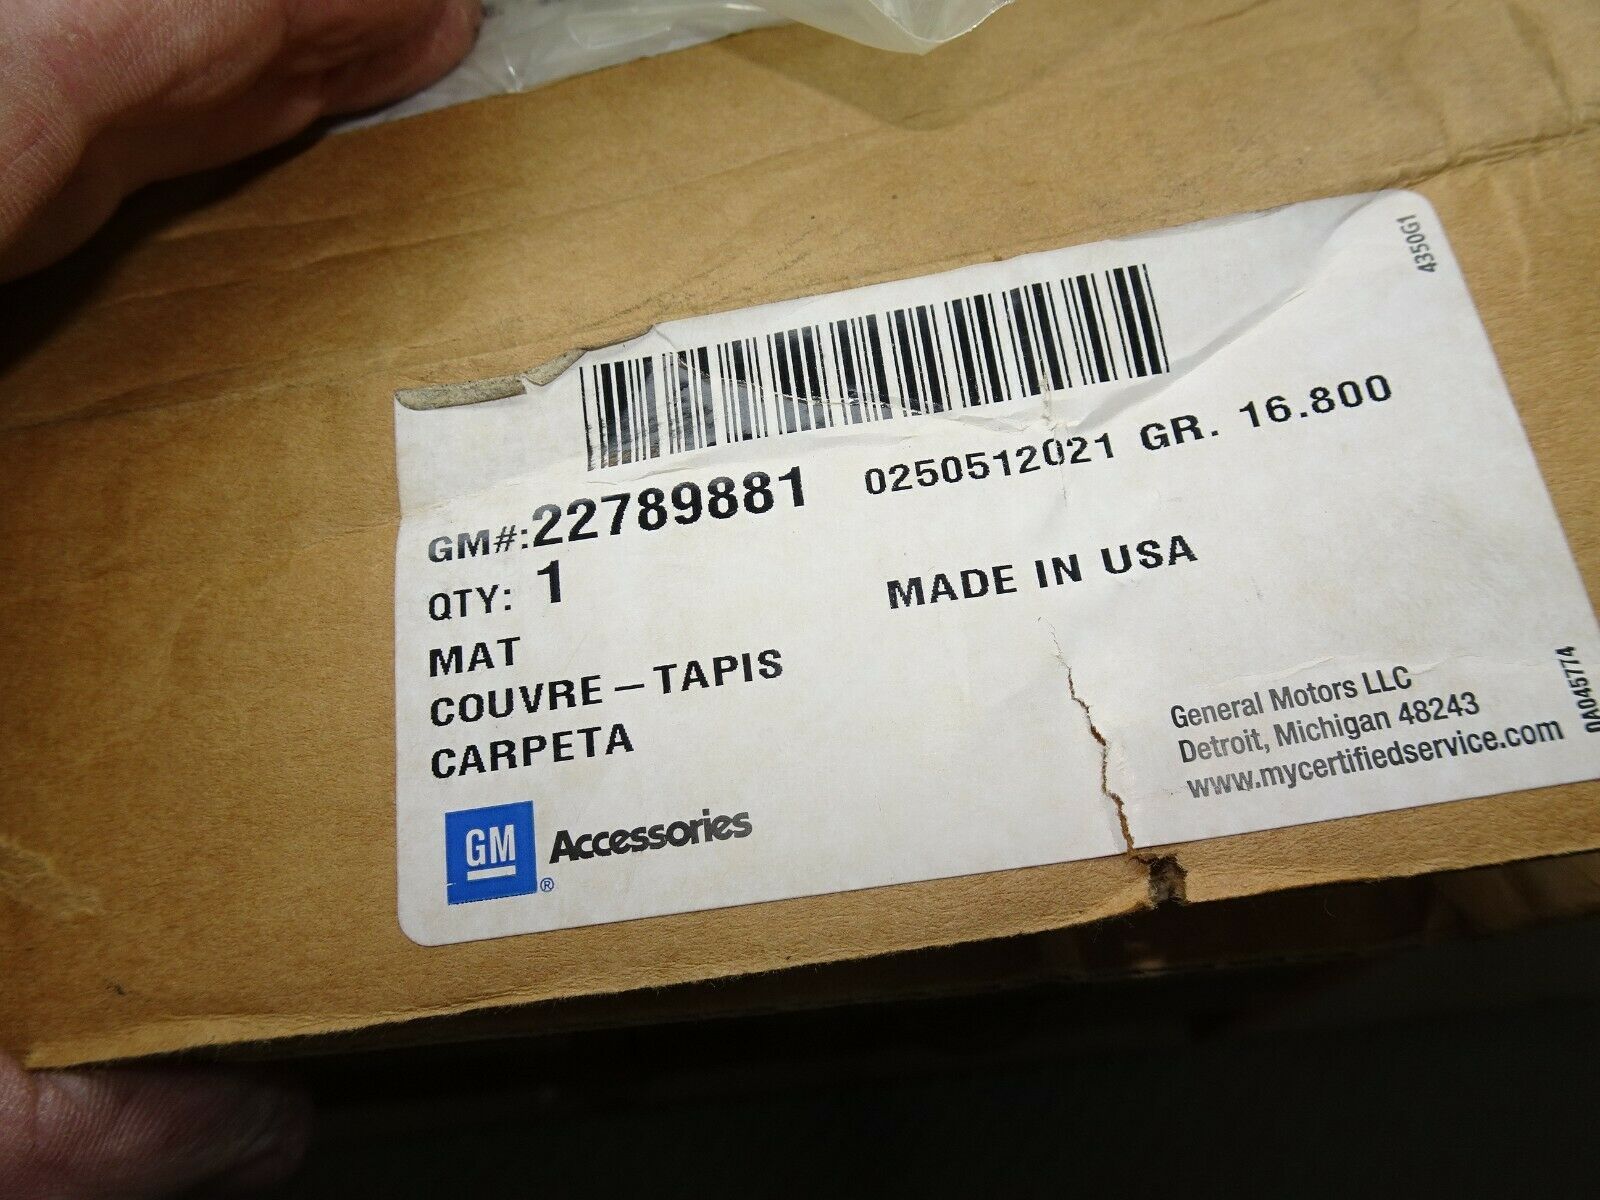 4350G1
GM#:22789881 0250512021 GR. 16.800
QTY: 1 MADE IN USA
MAT
COUVRE-TAPIS
CARPETA
General Motors LLC
Detroit, Michigan 48243
www.mycertifiedservice.com
0A045774
GM® Accessories